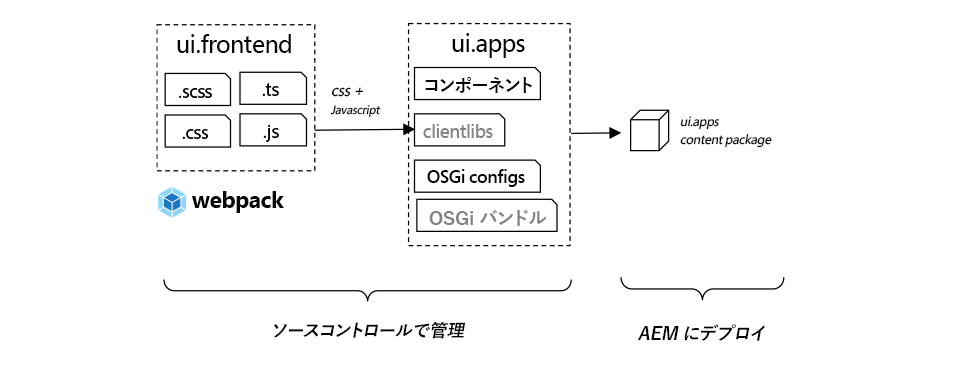 ui.frontend
.scss
.ts
.css
.js
webpack
css +
Javascript
ui.apps
コンポーネント
clientlibs
OSGi configs
OSGi バンドル
ui.apps
content package
ソースコントロールで管理
AEM にデプロイ